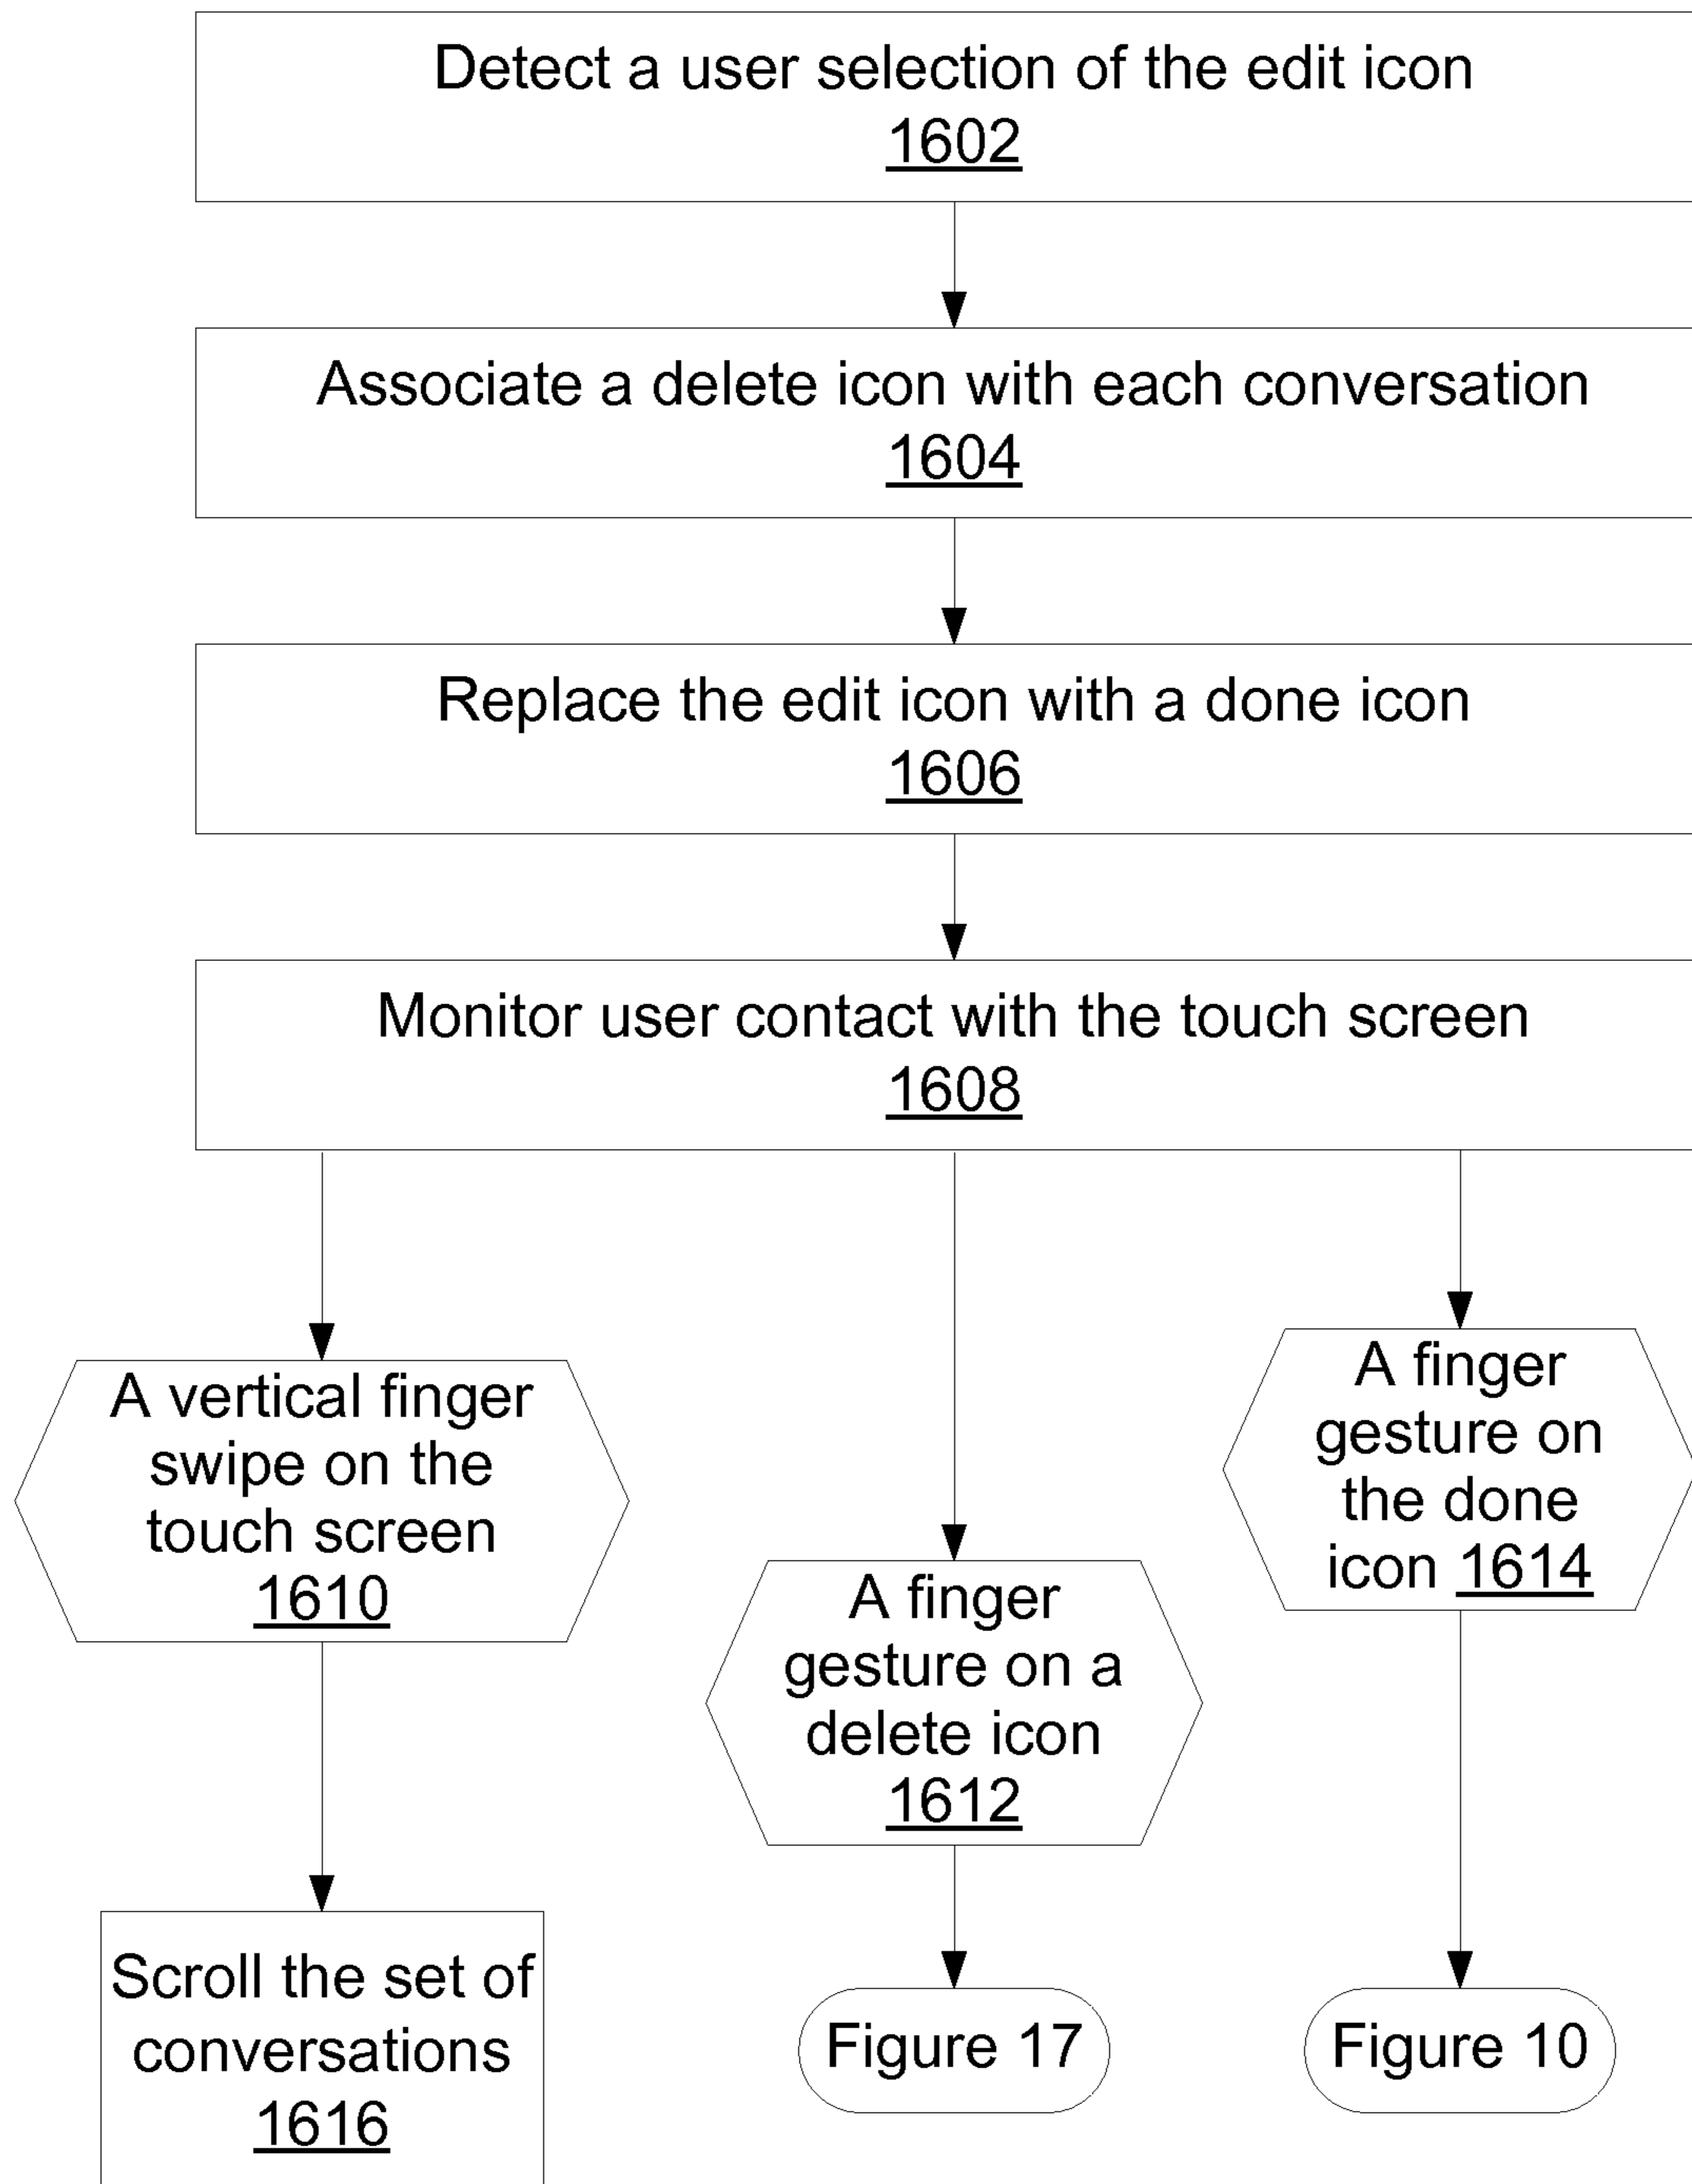 Detect a user selection of the edit icon
1602
Associate a delete icon with each conversation
1604
Replace the edit icon with a done icon
1606
Monitor user contact with the touch screen
1608
A vertical finger
swipe on the
touch screen
1610
A finger
gesture on a
delete icon
1612
A finger
gesture on
the done
icon 1614
Scroll the set of
conversations
1616
Figure 17
Figure 10